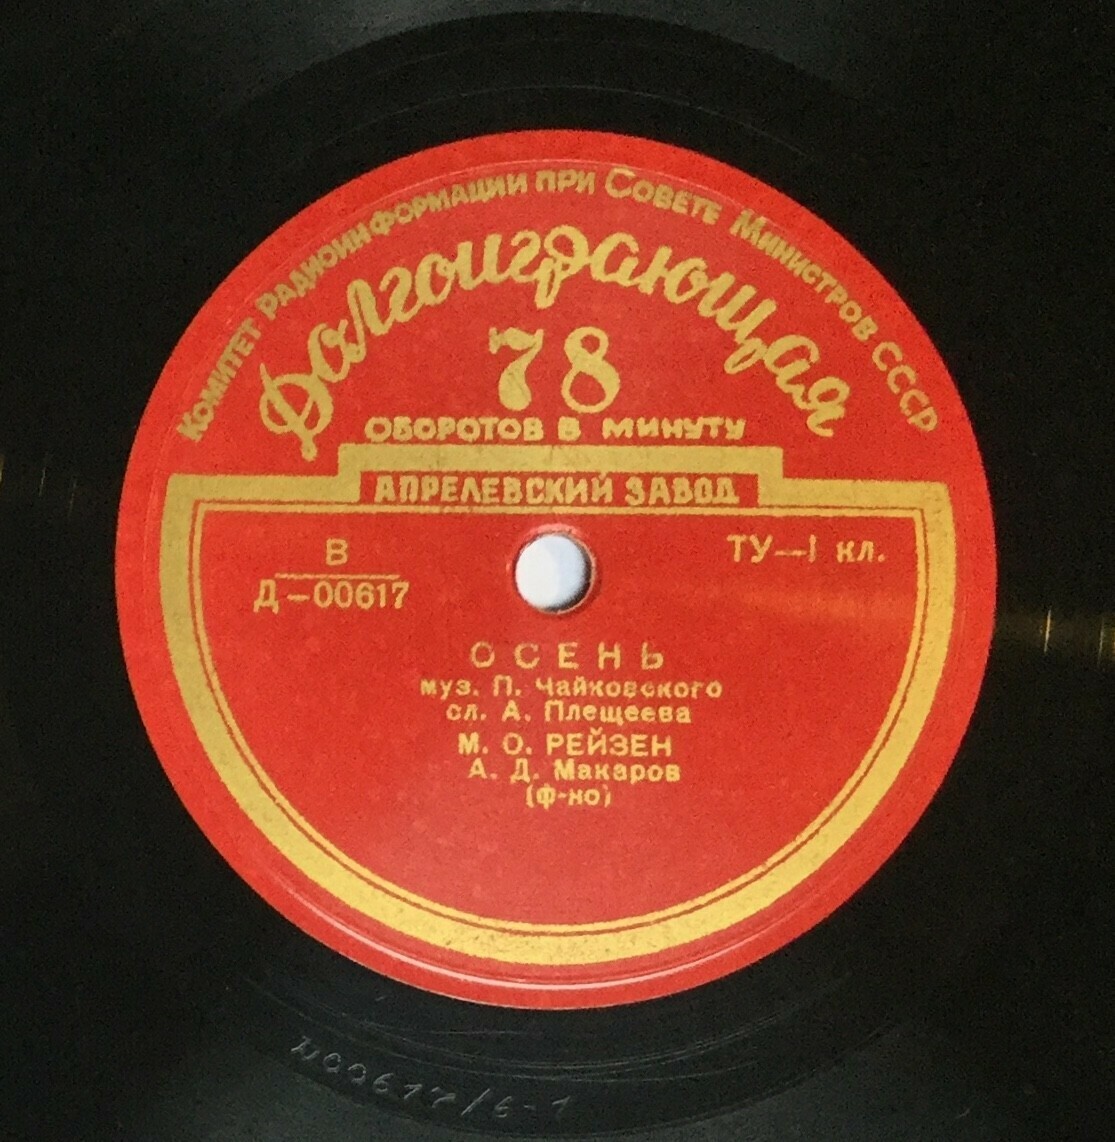 Комитет Радиоинформации при Совете Министров СССР
Долгоиграющая
78
ОБОРОТОВ В МИНУТУ
АПРЕЛЕВСКИЙ ЗАВОД
В
Д—00617
ТУ—I кл.
ОСЕНЬ
муз. П. Чайковского
сл. А. Плещеева
М. О. РЕЙЗЕН
А. Д. Макаров
(ф-но)